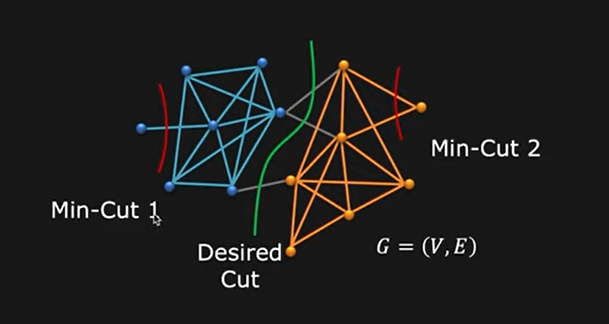 Min-Cut 2
Min-Cut 1
Desired
Cut
G = (V, E)